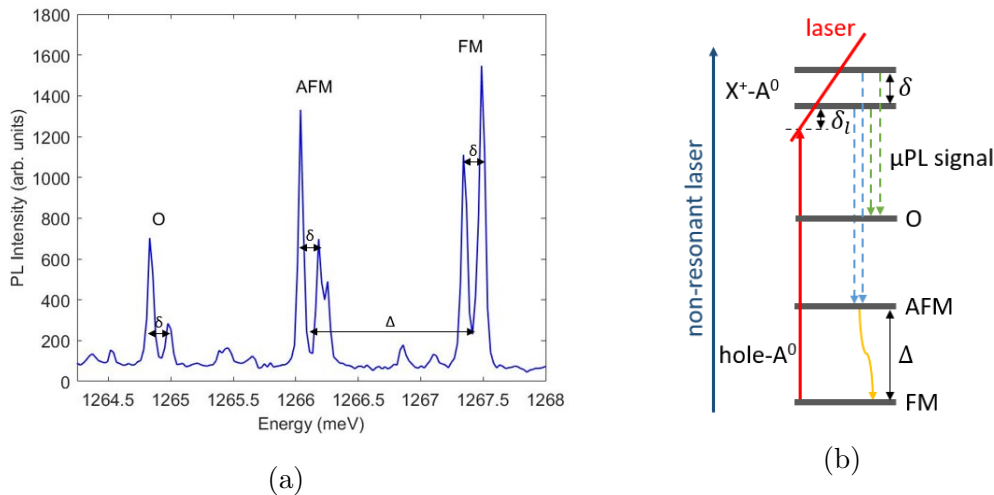 1800
1600
1400
1200
1000
800
600
400
200
0
PL Intensity (arb. units)
O
δ
AFM
δ
FM
δ
Δ
1264.5
1265
1265.5
1266
1266.5
1267
1267.5
1268
Energy (meV)
(a)
laser
X⁺-A⁰
δ
δₗ
μPL signal
non-resonant laser
O
AFM
hole-A⁰
Δ
FM
(b)